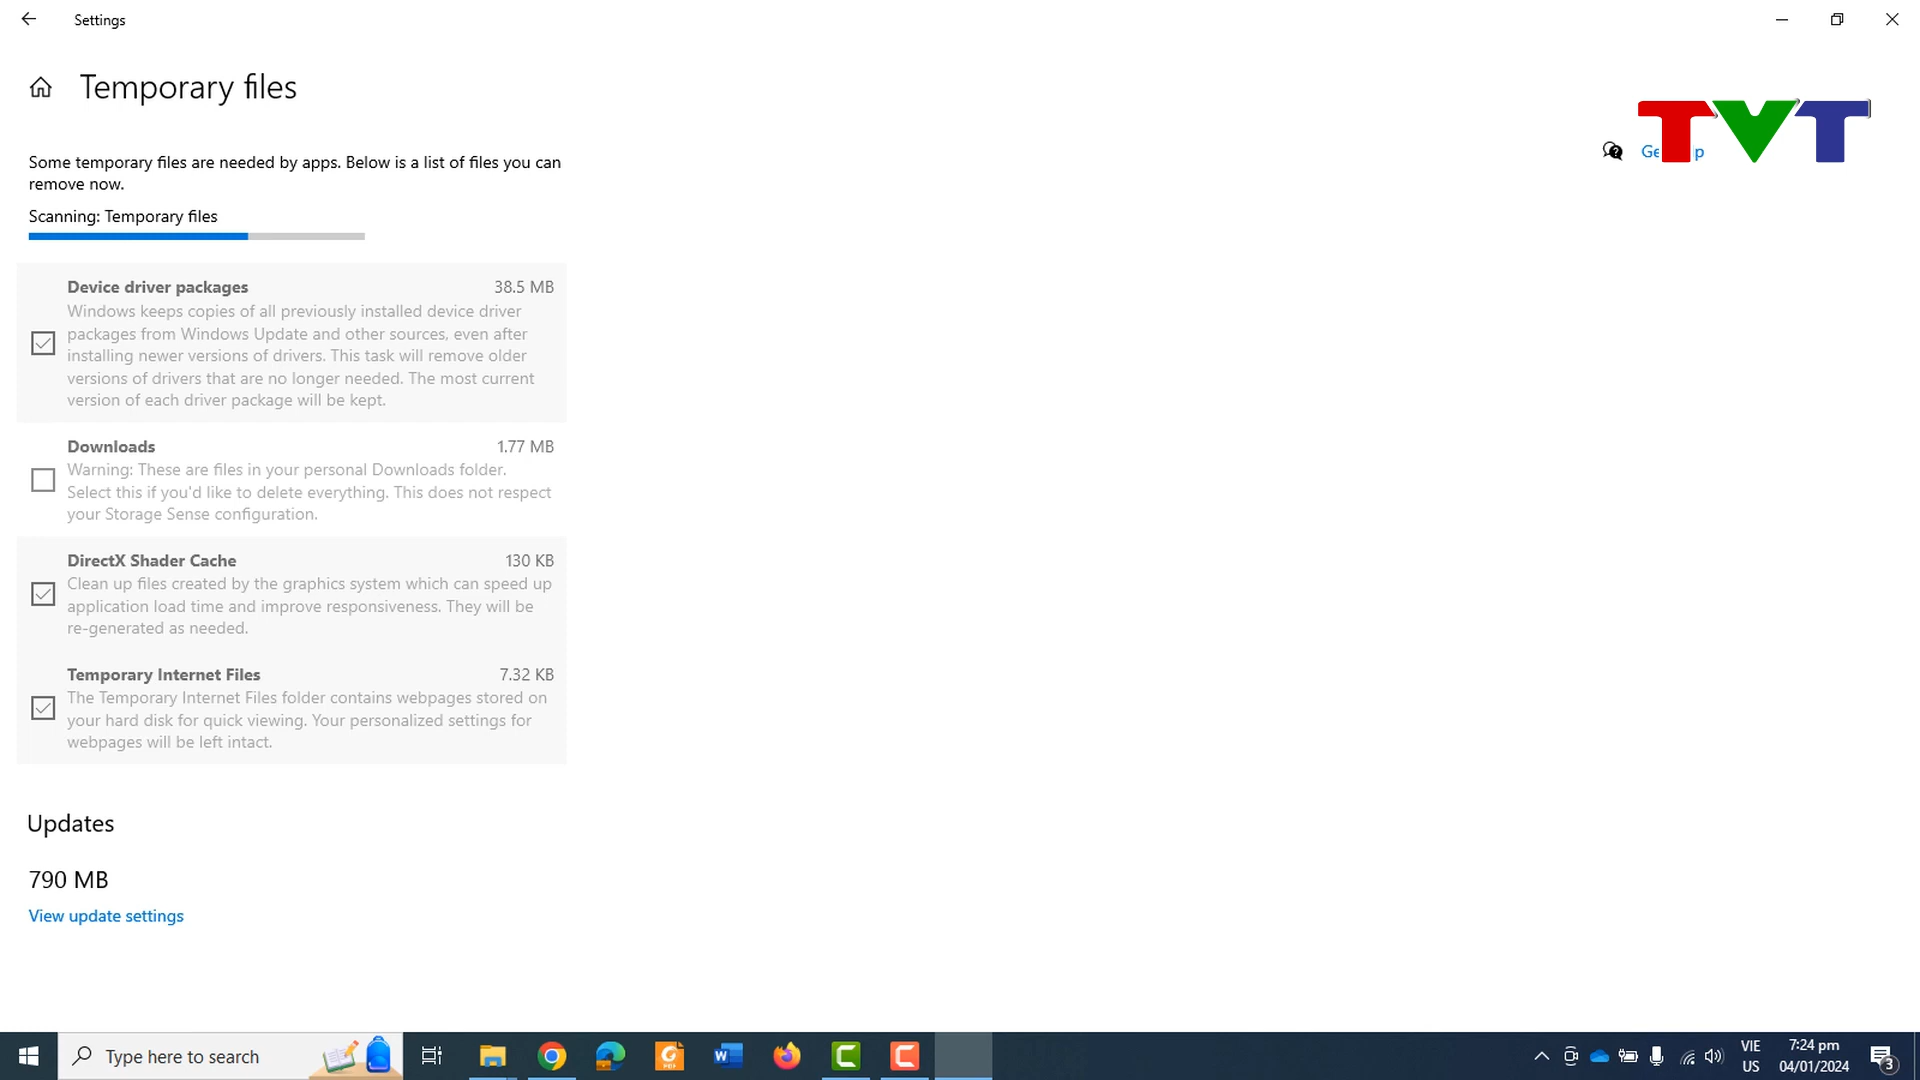 Settings
Temporary files
Some temporary files are needed by apps. Below is a list of files you can
remove now.
TVT
Scanning: Temporary files
Device driver packages 38.5 MB
Windows keeps copies of all previously installed device driver
packages from Windows Update and other sources, even after
installing newer versions of drivers. This task will remove older
versions of drivers that are no longer needed. The most current
version of each driver package will be kept.
Downloads 1.77 MB
Warning: These are files in your personal Downloads folder.
Select this if you'd like to delete everything. This does not respect
your Storage Sense configuration.
DirectX Shader Cache 130 KB
Clean up files created by the graphics system which can speed up
application load time and improve responsiveness. They will be
re-generated as needed.
Temporary Internet Files 7.32 KB
The Temporary Internet Files folder contains webpages stored on
your hard disk for quick viewing. Your personalized settings for
webpages will be left intact.
Updates
790 MB
View update settings
Type here to search
VIE
US
7:24 pm
04/01/2024
3